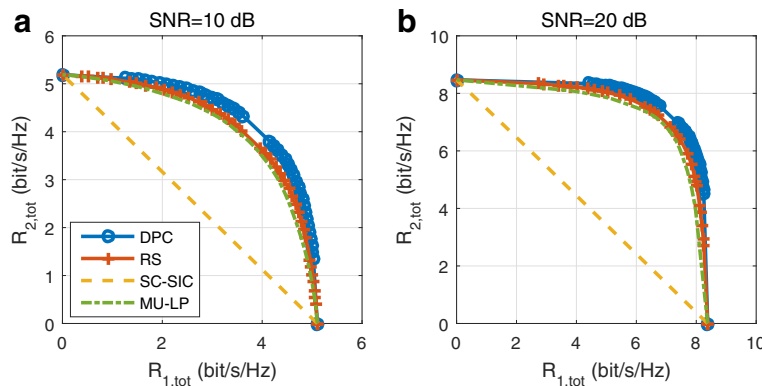 a
SNR=10 dB
6
5
4
3
2
1
0
R2,tot (bit/s/Hz)
DPC
RS
SC-SIC
MU-LP
0 2 4 6
R1,tot (bit/s/Hz)
b
SNR=20 dB
10
8
6
4
2
0
R2,tot (bit/s/Hz)
0 2 4 6 8 10
R1,tot (bit/s/Hz)